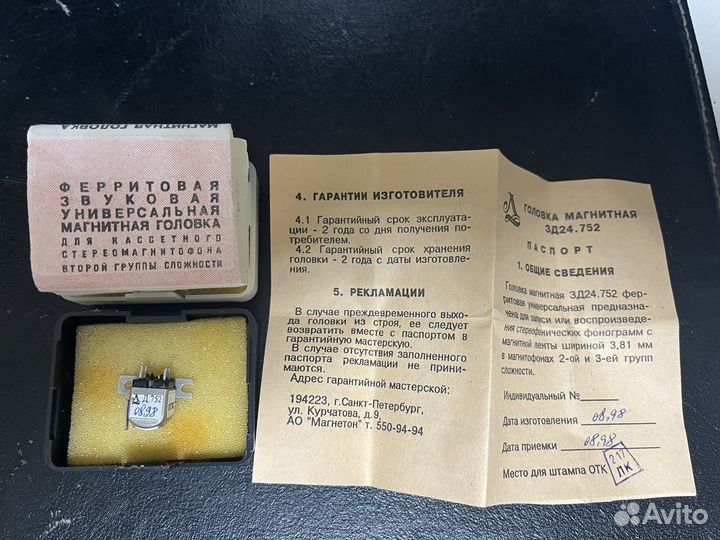 МАГНИТНАЯ ГОЛОВКА
ФЕРРИТОВАЯ
ЗВУКОВАЯ
УНИВЕРСАЛЬНАЯ
МАГНИТНАЯ ГОЛОВКА
ДЛЯ КАССЕТНОГО
СТЕРЕОМАГНИТОФОНА
ВТОРОЙ ГРУППЫ СЛОЖНОСТИ
Д 752
08,98
4. ГАРАНТИИ ИЗГОТОВИТЕЛЯ
4.1 Гарантийный срок эксплуата-
ции - 2 года со дня получения по-
требителем.
4.2 Гарантийный срок хранения
головки - 2 года с даты изготовле-
ния.
5. РЕКЛАМАЦИИ
В случае преждевременного выхо-
да головки из строя, ее следует
возвратить вместе с паспортом в
гарантийную мастерскую.
В случае отсутствия заполненного
паспорта рекламации не прини-
маются.
Адрес гарантийной мастерской:
194223, г.Санкт-Петербург,
ул. Курчатова, д.9,
АО "Магнетон" т. 550-94-94
ГОЛОВКА МАГНИТНАЯ
3Д24.752
ПАСПОРТ
1. ОБЩИЕ СВЕДЕНИЯ
Головка магнитная 3Д24.752 фер-
ритовая универсальная предназна-
чена для записи или воспроизведе-
ния стереофонических фонограмм с
магнитной ленты шириной 3,81 мм
в магнитофонах 2-ой и 3-ей групп
сложности.
Индивидуальный №
Дата изготовления 08,98
Дата приемки 08,98
Место для штампа ОТК 217 ПК
Avito